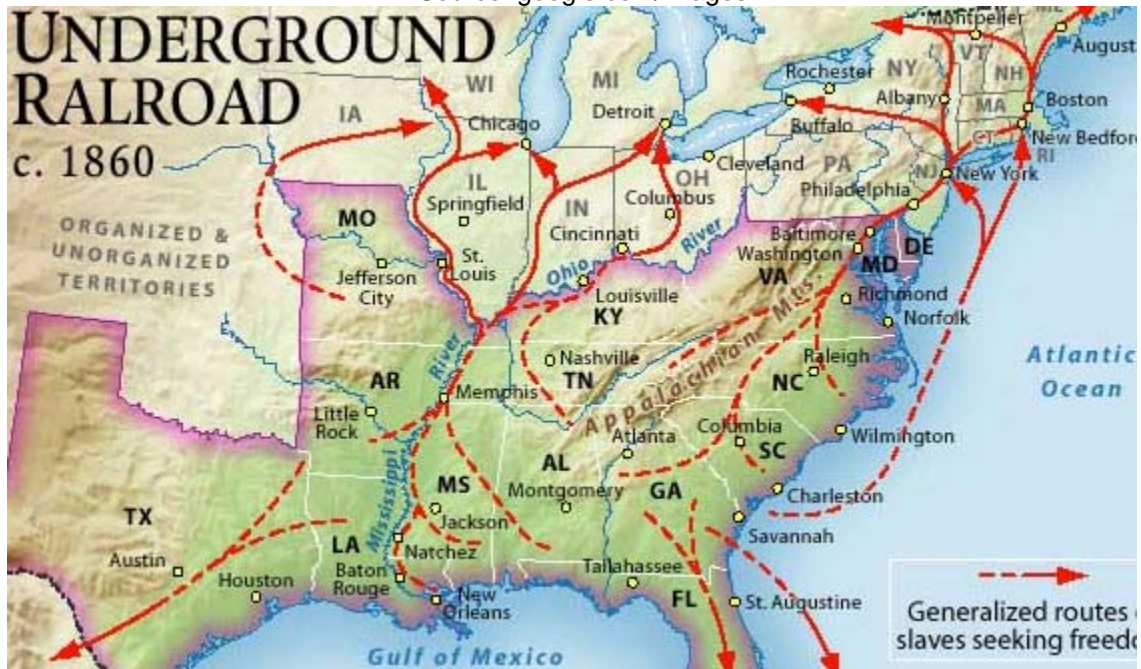 UNDERGROUND
RALROAD
c. 1860
ORGANIZED &
UNORGANIZED
TERRITORIES
WI
MI
IA
Chicago
Detroit
Rochester
NY
Montpelier
VT
ME
August
NH
Albany
MA
Boston
Buffalo
CT
New Bedford
RI
Cleveland
PA
NJ
New York
Philadelphia
IL
Springfield
IN
OH
Columbus
Cincinnati
River
Ohio
MO
Jefferson
City
St.
Louis
Louisville
KY
Baltimore
Washington
DE
MD
VA
Richmond
Norfolk
Appalachian Mts.
Nashville
TN
Raleigh
NC
Atlantic
Ocean
AR
River
Memphis
Little
Rock
Mississippi
Atlanta
Columbia
SC
Wilmington
AL
Montgomery
GA
Charleston
MS
Jackson
Savannah
TX
Austin
LA
Natchez
Baton
Rouge
Houston
New
Orleans
Tallahassee
FL
St. Augustine
Gulf of Mexico
Generalized routes
slaves seeking freed